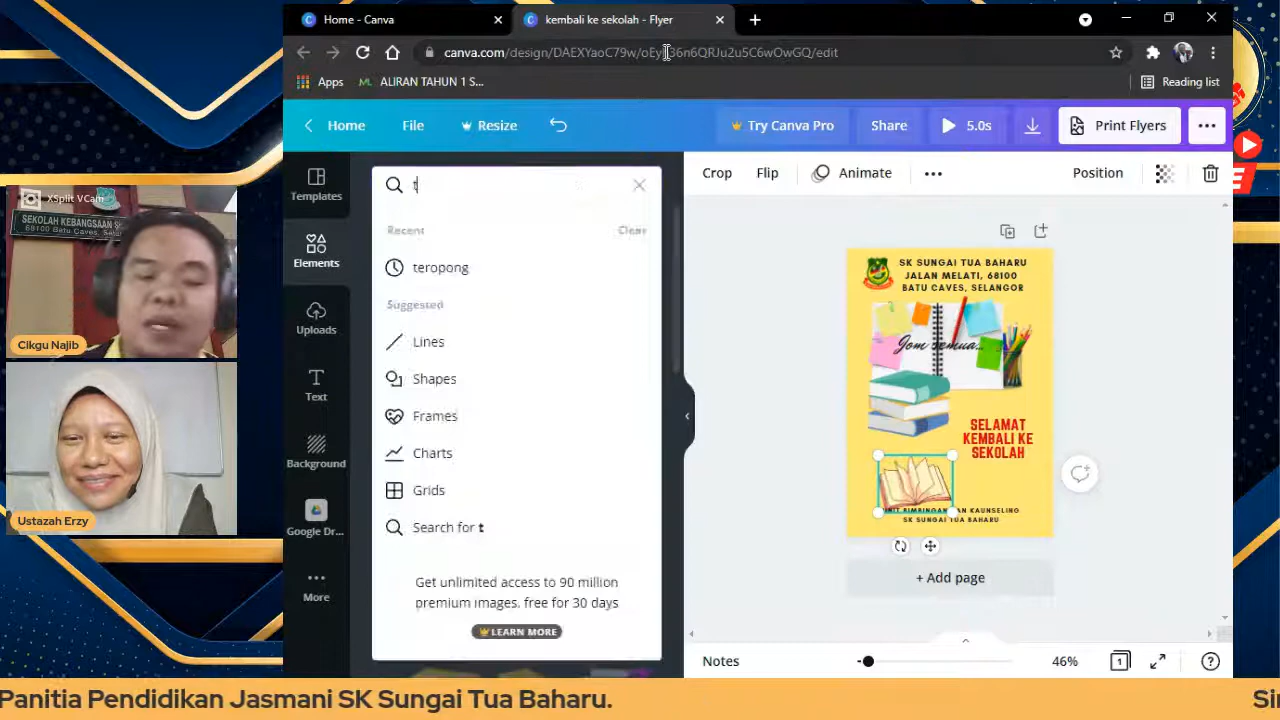 Home - Canva
kembali ke sekolah - Flyer
canva.com/design/DAEXYaoC79w/
/edit
Apps
ALIRAN TAHUN 1 S...
Reading list
Home
File
Resize
Try Canva Pro
Share
5.0s
Print Flyers
Templates
Elements
Uploads
Text
Background
Google Dr...
More
t
Recent
Clear
teropong
Suggested
Lines
Shapes
Frames
Charts
Grids
Search for t
Get unlimited access to 90 million
premium images, free for 30 days
LEARN MORE
Crop
Flip
Animate
Position
SK SUNGAI TUA BAHARU
JALAN MELATI, 68100
BATU CAVES, SELANGOR
Jom semua...
SELAMAT
KEMBALI KE
SEKOLAH
KAUNSELING
SK SUNGAI TUA BAHARU
+ Add page
Notes
46%
1
XSplit VCam
SEKOLAH KEBANGSAAN
68100 Batu Caves, Selango
Cikgu Najib
Ustazah Erzy
Panitia Pendidikan Jasmani SK Sungai Tua Baharu.